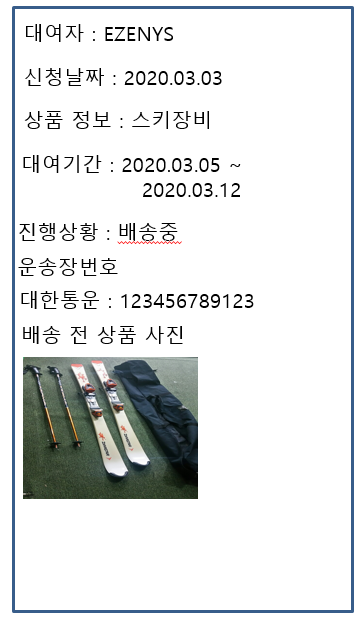 대여자 : EZENYS
신청날짜 : 2020.03.03
상품 정보 : 스키장비
대여기간 : 2020.03.05 ~
2020.03.12
진행상황 : 배송중
운송장번호
대한통운 : 123456789123
배송 전 상품 사진